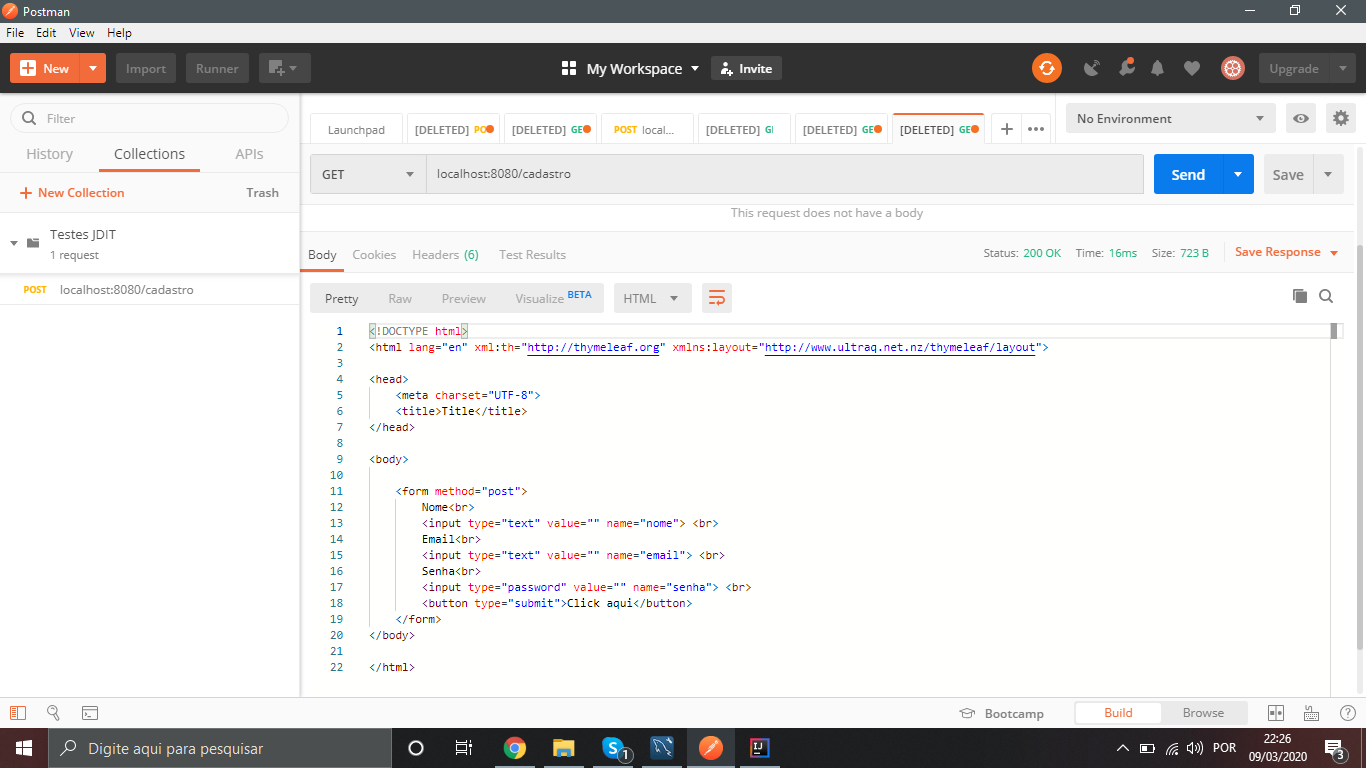 Postman
File Edit View Help
New Import Runner My Workspace Invite Upgrade
Filter
History Collections APIs
New Collection Trash
Testes JDIT
1 request
POST localhost:8080/cadastro
Launchpad [DELETED] PO [DELETED] GE POST local... [DELETED] GE [DELETED] GE [DELETED] GE
No Environment
GET localhost:8080/cadastro Send Save
This request does not have a body
Body Cookies Headers (6) Test Results Status: 200 OK Time: 16ms Size: 723 B Save Response
Pretty Raw Preview Visualize BETA HTML
1 <!DOCTYPE html>
2 <html lang="en" xml:th="http://thymeleaf.org" xmlns:layout="http://www.ultraq.net.nz/thymeleaf/layout">
3
4 <head>
5 <meta charset="UTF-8">
6 <title>Title</title>
7 </head>
8
9 <body>
10
11 <form method="post">
12 Nome<br>
13 <input type="text" value="" name="nome"> <br>
14 Email<br>
15 <input type="text" value="" name="email"> <br>
16 Senha<br>
17 <input type="password" value="" name="senha"> <br>
18 <button type="submit">Click aqui</button>
19 </form>
20 </body>
21
22 </html>
Bootcamp Build Browse
Digite aqui para pesquisar
1
POR
22:26
09/03/2020
3